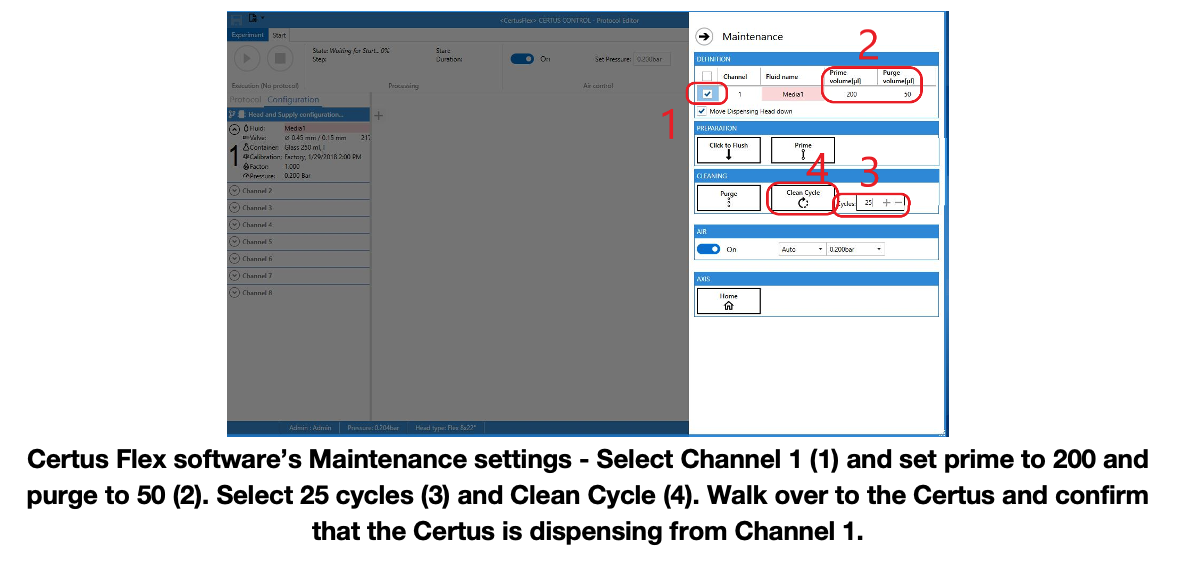 <CertusFlex> CERTUS CONTROL - Protocol Editor
Experiment Start
State: Waiting for Start... 0%
Step:
Start:
Duration:
On
Set Pressure: 0.200bar
Execution (No protocol)
Processing
Air control
Protocol Configuration
Head and Supply configuration...
1
Fluid: Media1
Valve: ø 0.45 mm / 0.15 mm 217
Container: Glass 250 ml, I
Calibration: Factory, 1/29/2018 2:00 PM
Factor: 1.000
Pressure: 0.200 Bar
Channel 2
Channel 3
Channel 4
Channel 5
Channel 6
Channel 7
Channel 8
Admin : Admin
Pressure: 0.204bar
Head type: Flex 8x22°
Maintenance
2
DEFINITION
Channel Fluid name Prime volume[µl] Purge volume[µl]
1 Media1 200 50
1
Move Dispensing Head down
PREPARATION
Click to Flush
Prime
4
3
CLEANING
Purge
Clean Cycle
Cycles: 25
AIR
On
Auto
0.200bar
AXIS
Home
Certus Flex software’s Maintenance settings - Select Channel 1 (1) and set prime to 200 and
purge to 50 (2). Select 25 cycles (3) and Clean Cycle (4). Walk over to the Certus and confirm
that the Certus is dispensing from Channel 1.